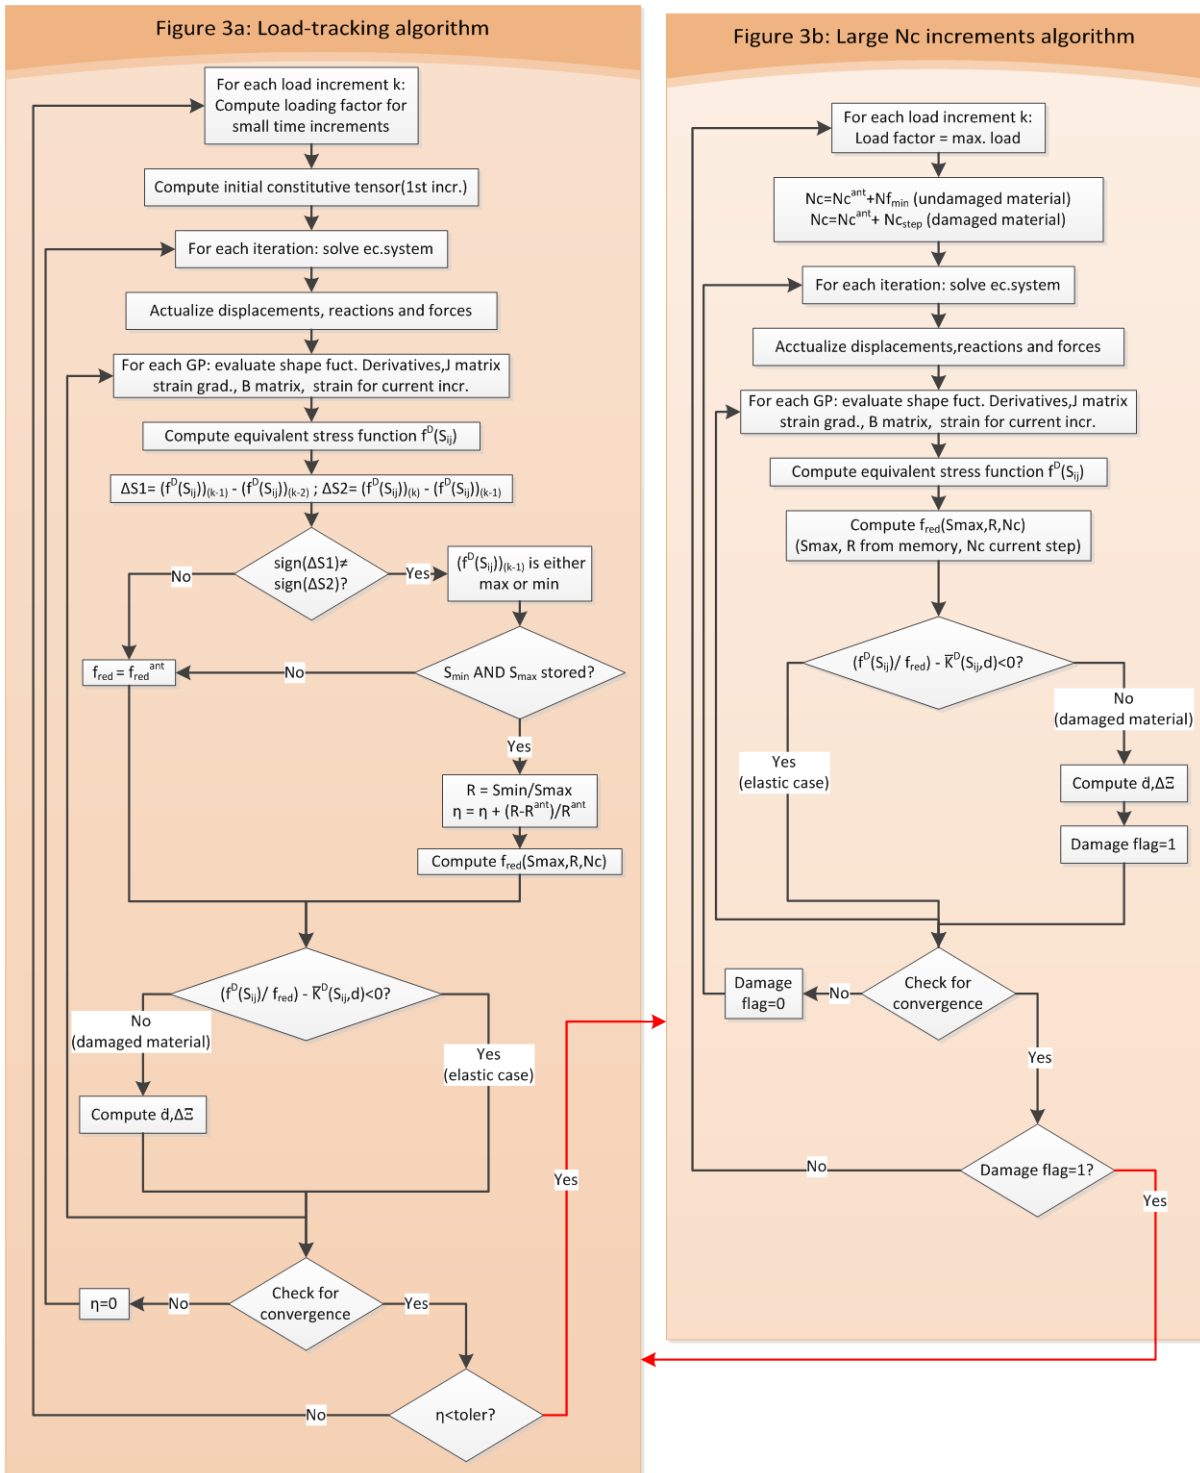 Figure 3a: Load-tracking algorithm
For each load increment k:
Compute loading factor for
small time increments
Compute initial constitutive tensor(1st incr.)
For each iteration: solve ec.system
Actualize displacements, reactions and forces
For each GP: evaluate shape fuct. Derivatives,J matrix
strain grad., B matrix, strain for current incr.
Compute equivalent stress function f^D(S_ij)
ΔS1= (f^D(S_ij))_(k-1) - (f^D(S_ij))_(k-2) ; ΔS2= (f^D(S_ij))_(k) - (f^D(S_ij))_(k-1)
sign(ΔS1)≠
sign(ΔS2)?
No
Yes
(f^D(S_ij))_(k-1) is either
max or min
f_red = f_red^ant
No
S_min AND S_max stored?
Yes
R = Smin/Smax
η = η + (R-R^ant)/R^ant
Compute f_red(Smax,R,Nc)
(f^D(S_ij)/ f_red) - K̅^D(S_ij,d)<0?
No
(damaged material)
Yes
(elastic case)
Compute ḋ,ΔΞ
Check for
convergence
No
η=0
Yes
η<toler?
No
Yes
Figure 3b: Large Nc increments algorithm
For each load increment k:
Load factor = max. load
Nc=Nc^ant+Nf_min (undamaged material)
Nc=Nc^ant+ Nc_step (damaged material)
For each iteration: solve ec.system
Acctualize displacements,reactions and forces
For each GP: evaluate shape fuct. Derivatives,J matrix
strain grad., B matrix, strain for current incr.
Compute equivalent stress function f^D(S_ij)
Compute f_red(Smax,R,Nc)
(Smax, R from memory, Nc current step)
(f^D(S_ij)/ f_red) - K̅^D(S_ij,d)<0?
No
(damaged material)
Yes
(elastic case)
Compute ḋ,ΔΞ
Damage flag=1
Check for
convergence
No
Damage
flag=0
Yes
Damage flag=1?
No
Yes